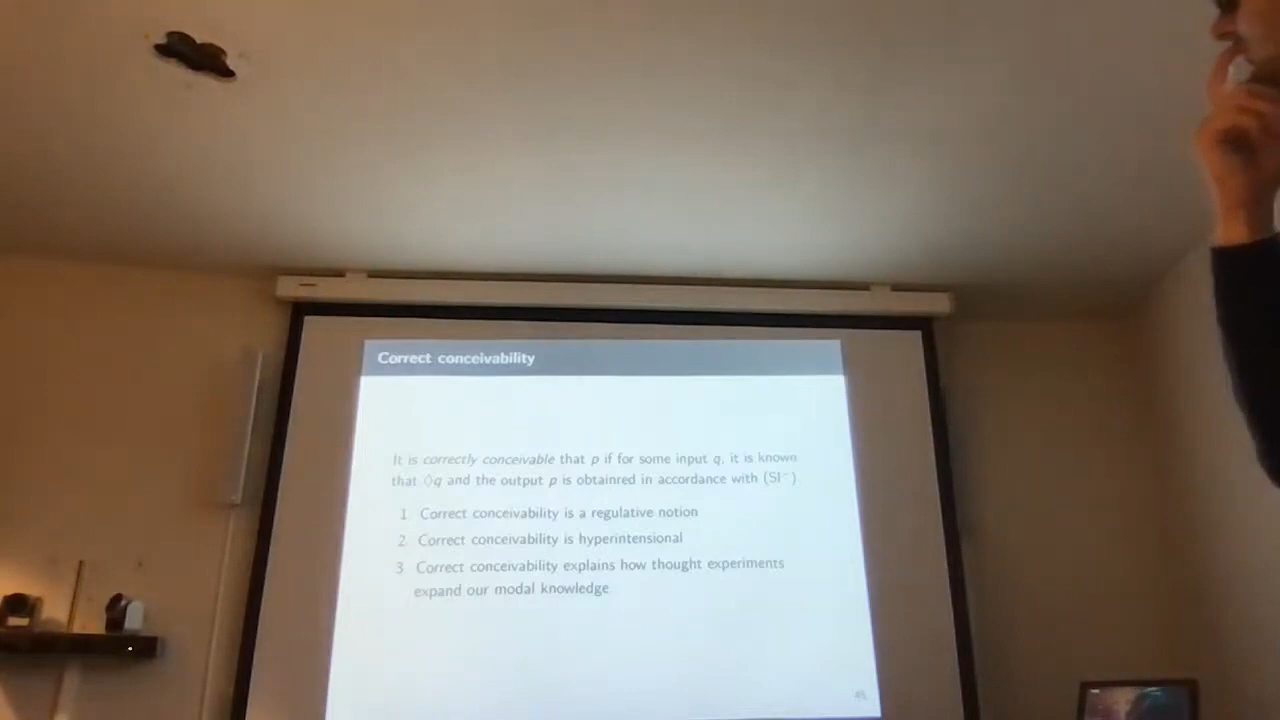 Correct conceivability
It is correctly conceivable that p if for some input q, it is known
that ◊q and the output p is obtainred in accordance with (SI⁻)
1. Correct conceivability is a regulative notion
2. Correct conceivability is hyperintensional
3. Correct conceivability explains how thought experiments
expand our modal knowledge